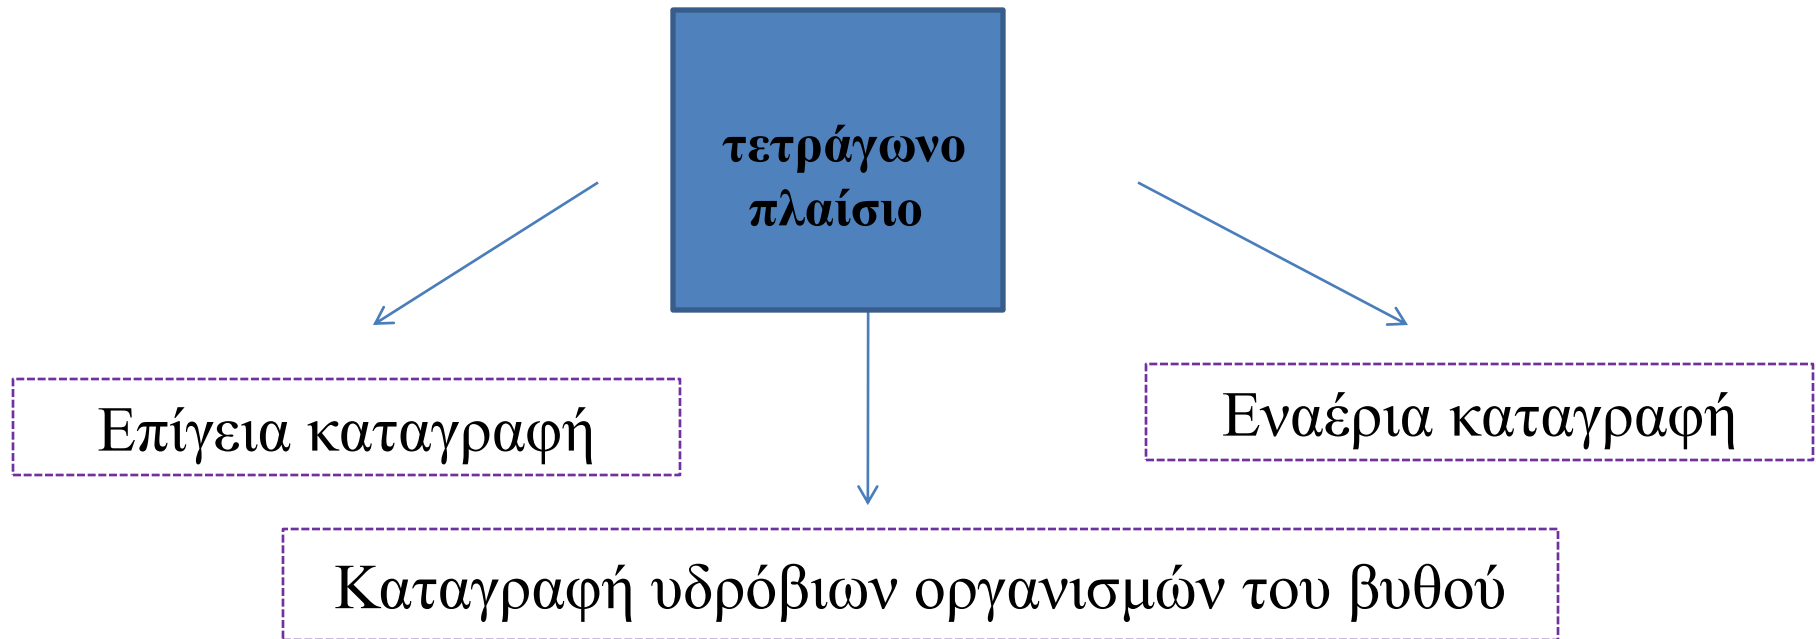 τετράγωνο
πλαίσιο
Επίγεια καταγραφή
Εναέρια καταγραφή
Καταγραφή υδρόβιων οργανισμών του βυθού